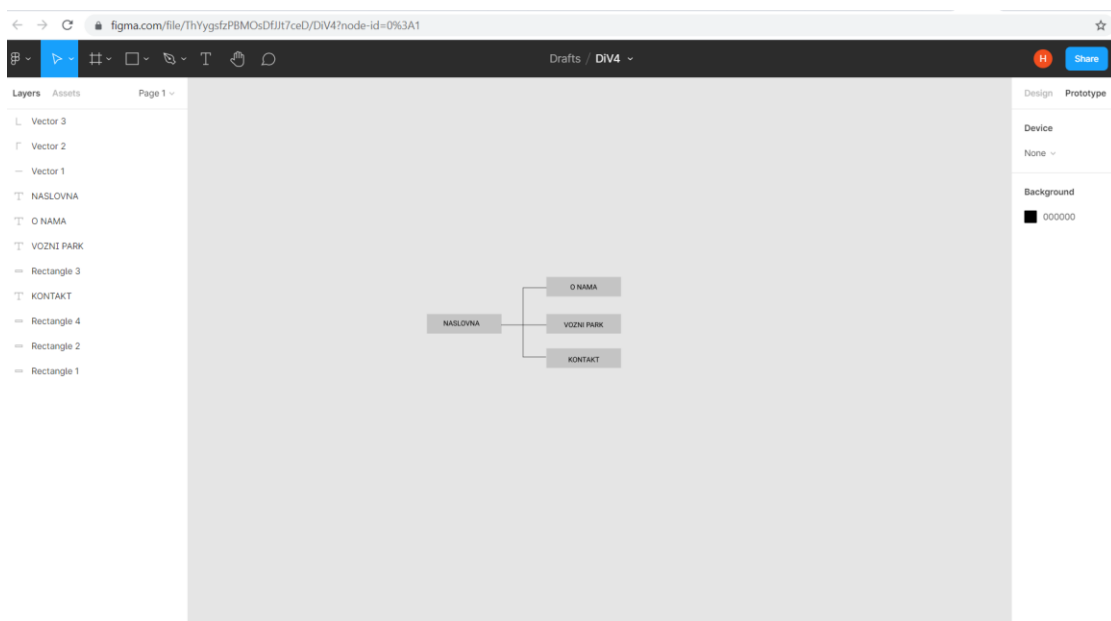 figma.com/file/ThYygsfzPBMOsDfJJt7ceD/DiV4?node-id=0%3A1
Drafts / DiV4
H
Share
Layers Assets Page 1
Vector 3
Vector 2
Vector 1
T NASLOVNA
T O NAMA
T VOZNI PARK
Rectangle 3
T KONTAKT
Rectangle 4
Rectangle 2
Rectangle 1
NASLOVNA
O NAMA
VOZNI PARK
KONTAKT
Design Prototype
Device
None
Background
000000